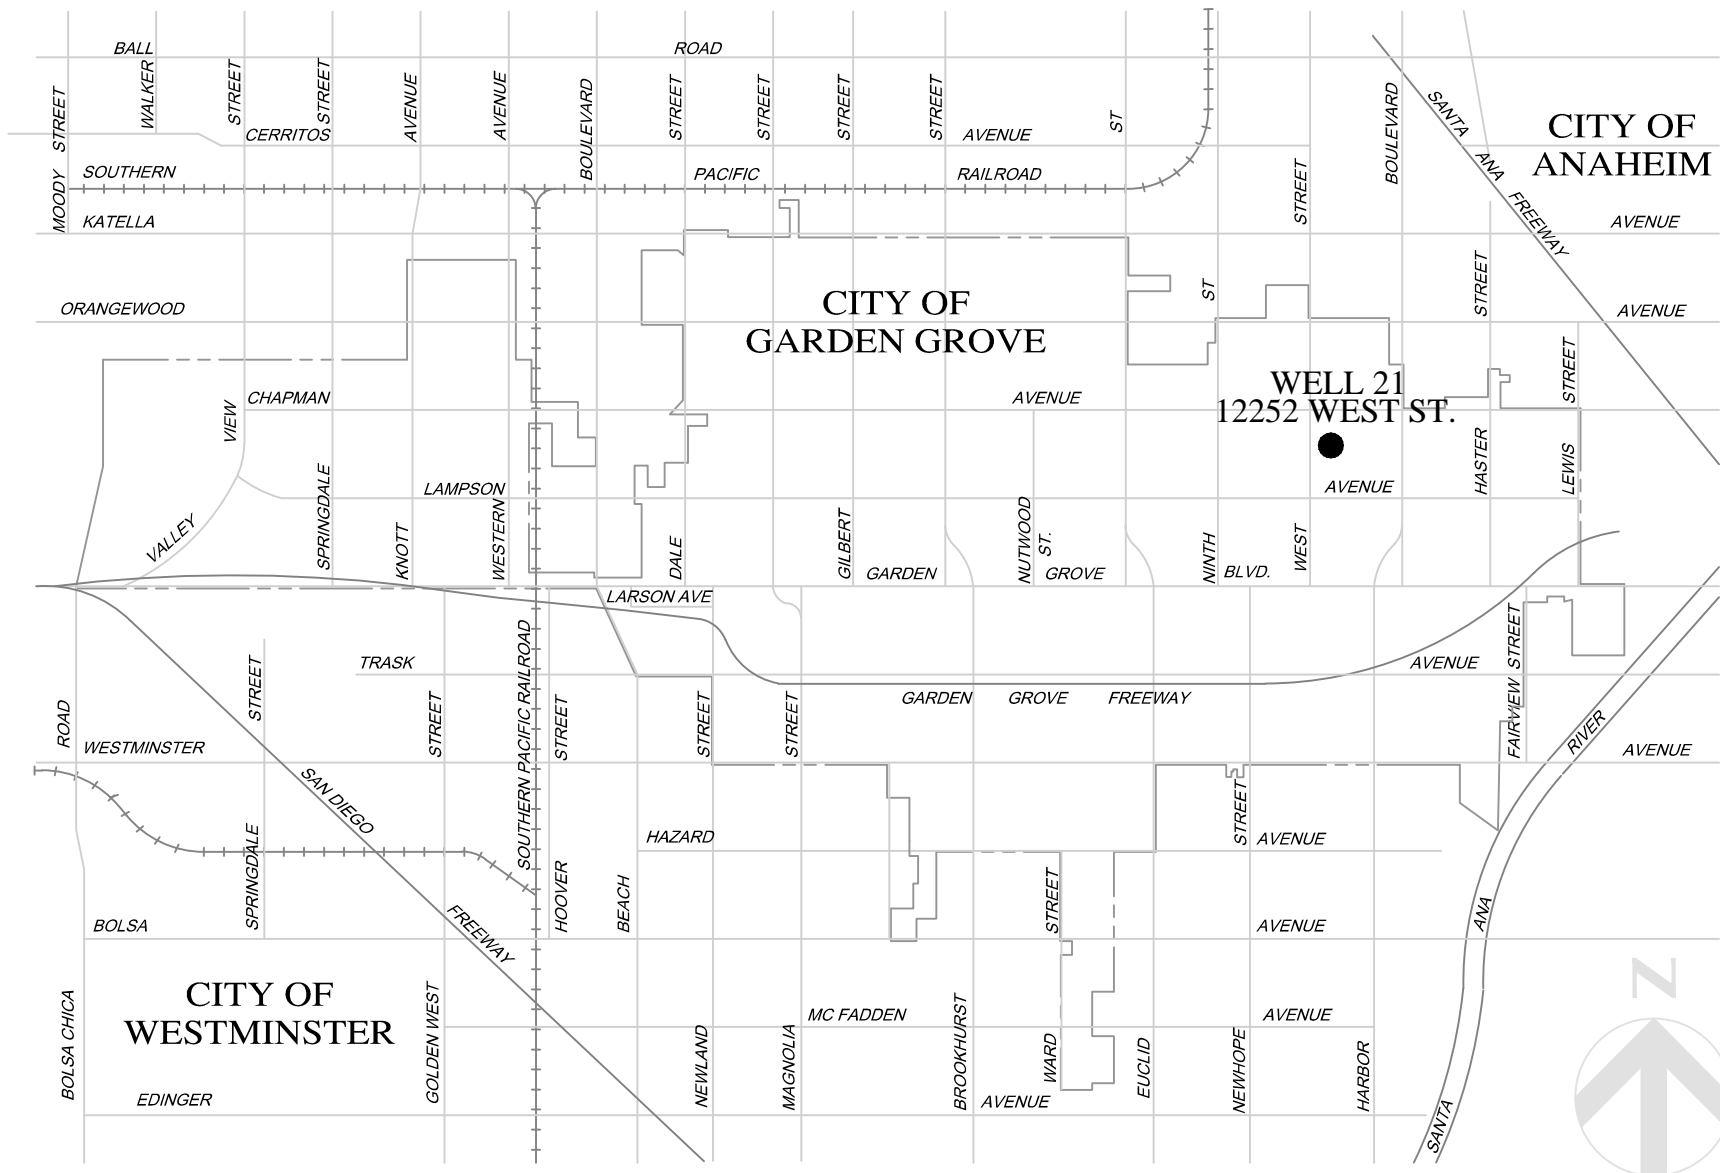 BALL ROAD
MOODY STREET
WALKER
STREET
STREET
AVENUE
AVENUE
BOULEVARD
STREET
STREET
STREET
STREET
ST
BOULEVARD
SANTA ANA FREEWAY
CITY OF
ANAHEIM
CERRITOS AVENUE
SOUTHERN PACIFIC RAILROAD
STREET
KATELLA AVENUE
CITY OF
GARDEN GROVE
ST
STREET
ORANGEWOOD AVENUE
STREET
WELL 21
12252 WEST ST.
CHAPMAN AVENUE
VALLEY VIEW
SPRINGDALE
KNOTT
WESTERN
LAMPSON AVENUE
DALE
GILBERT
NUTWOOD
ST.
NINTH
WEST
HASTER
LEWIS
GARDEN GROVE BLVD.
LARSON AVE
SOUTHERN PACIFIC RAILROAD
TRASK AVENUE
FAIRVIEW STREET
GARDEN GROVE FREEWAY
ROAD
STREET
STREET
STREET
STREET
STREET
WESTMINSTER AVENUE
SAN DIEGO FREEWAY
SANTA ANA RIVER
STREET
HAZARD AVENUE
SPRINGDALE
HOOVER
BEACH
STREET
BOLSA AVENUE
CITY OF
WESTMINSTER
BOLSA CHICA
GOLDEN WEST
NEWLAND
MAGNOLIA
MC FADDEN AVENUE
BROOKHURST
WARD
EUCLID
NEWHOPE
HARBOR
EDINGER AVENUE
N